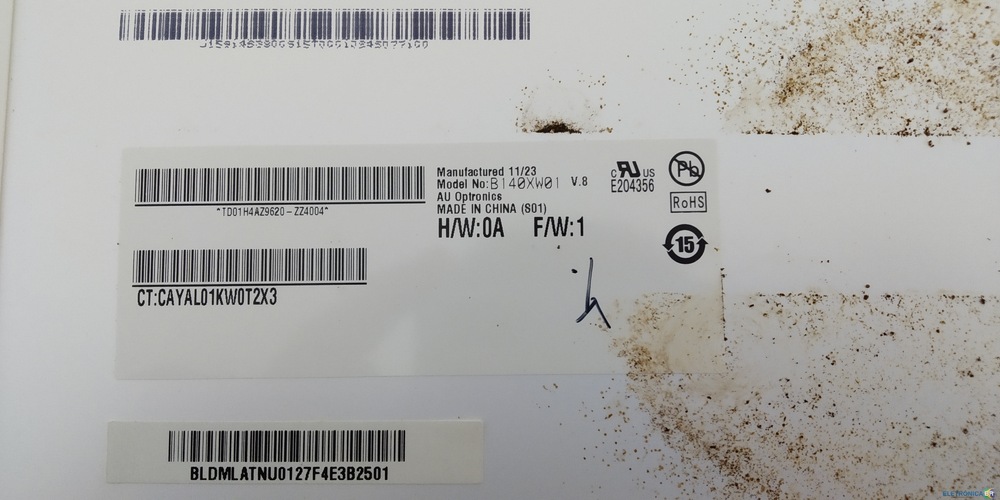 Manufactured 11/23
Model No:B140XW01 V.8
AU Optronics
MADE IN CHINA (S01)
H/W:0A F/W:1
c RU US
E204356
Pb
RoHS
15
*TD01H4AZ9620-ZZ4004*
CT:CAYAL01KW0T2X3
BLDMLATNU0127F4E3B2501